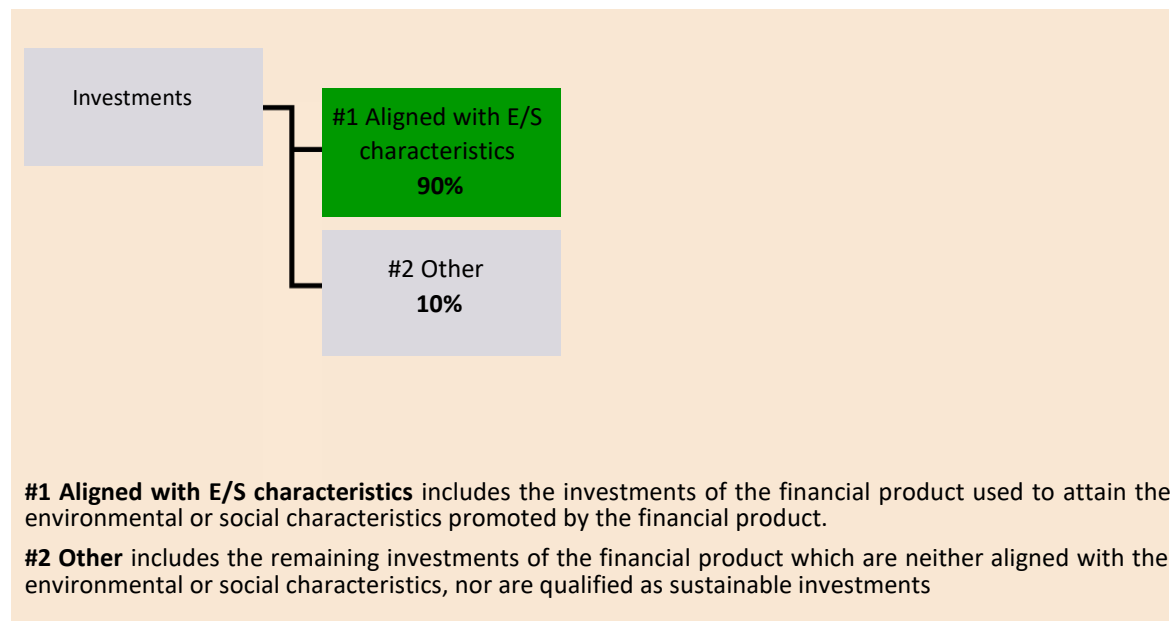 Investments
#1 Aligned with E/S
characteristics
90%
#2 Other
10%
#1 Aligned with E/S characteristics includes the investments of the financial product used to attain the
environmental or social characteristics promoted by the financial product.
#2 Other includes the remaining investments of the financial product which are neither aligned with the
environmental or social characteristics, nor are qualified as sustainable investments